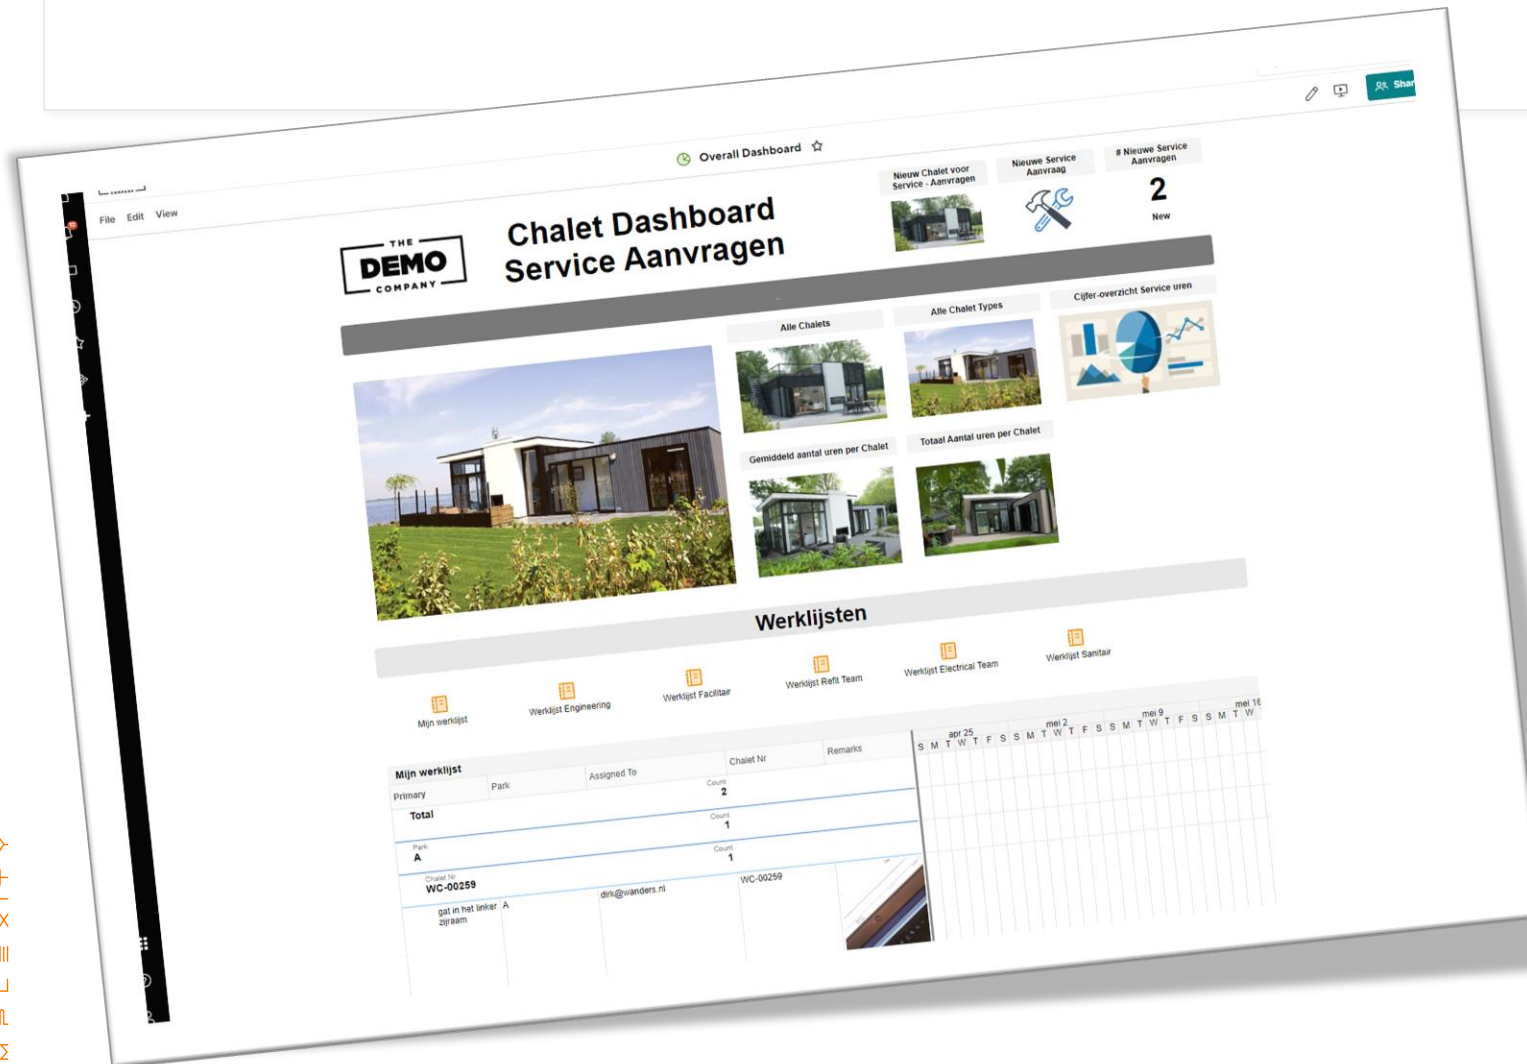 Overall Dashboard
Share
File Edit View
THE
DEMO
COMPANY
Chalet Dashboard
Service Aanvragen
Nieuw Chalet voor
Service - Aanvragen
Nieuwe Service
Aanvraag
# Nieuwe Service
Aanvragen
2
New
Alle Chalets
Alle Chalet Types
Cijfer-overzicht Service uren
Gemiddeld aantal uren per Chalet
Totaal Aantal uren per Chalet
Werklijsten
Mijn werklijst
Werklijst Engineering
Werklijst Facilitair
Werklijst Refit Team
Werklijst Electrical Team
Werklijst Sanitair
Mijn werklijst
Primary Park Assigned To Chalet Nr Remarks
apr 25 mei 2 mei 9 mei 16
S M T W T F S S M T W T F S S M T W T F S S M T W
Total
Count
2
Park
A
Count
1
Chalet Nr
WC-00259
Count
1
gat in het linker
zijraam
A
dirk@wanders.nl
WC-00259